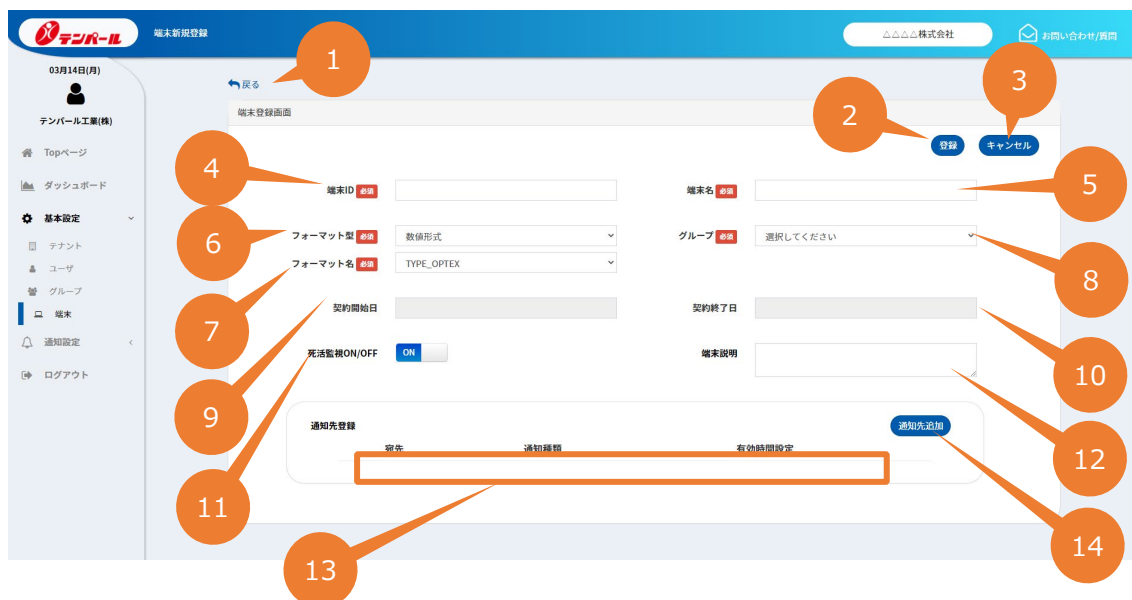 テンパール 端末新規登録 △△△△株式会社 お問い合わせ/質問
03月14日(月)
テンパール工業(株)
Topページ
ダッシュボード
基本設定
テナント
ユーザ
グループ
端末
通知設定
ログアウト
1
戻る
3
端末登録画面
2
登録 キャンセル
4
端末ID 必須
端末名 必須
5
6
フォーマット型 必須 数値形式
グループ 必須 選択してください
フォーマット名 必須 TYPE_OPTEX
8
7
契約開始日
契約終了日
10
死活監視ON/OFF ON
端末説明
9
通知先登録
通知先追加
宛先 通知種類 有効時間設定
12
11
13
14